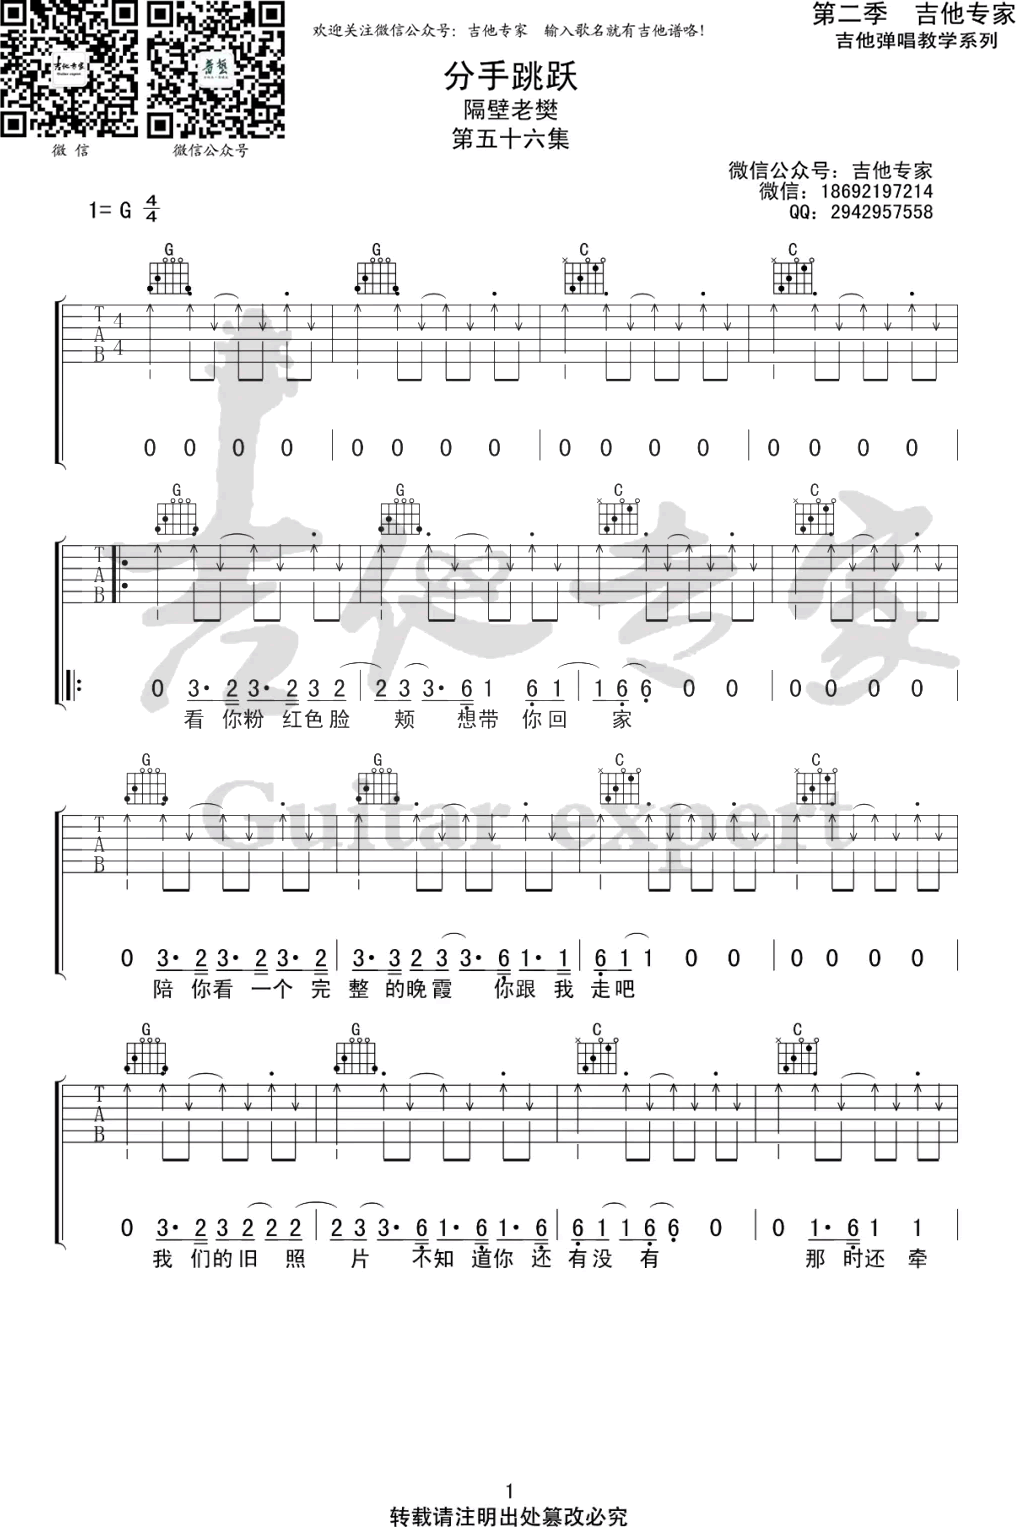 欢迎关注微信公众号：吉他专家　输入歌名就有吉他谱咯！
第二季　吉他专家
吉他弹唱教学系列
微 信
微信公众号
分手跳跃
隔壁老樊
第五十六集
微信公众号：吉他专家
微信：18692197214
QQ：2942957558
1= G 4/4
G G C C
T A B 4/4
0 0 0 0 | 0 0 0 0 | 0 0 0 0 | 0 0 0 0
G G C C
T A B
0 3· 2 3· 2 3 2 | 2 3 3· 6 1 6 1 | 1 6 6 0 0 | 0 0 0 0
看 你粉 红色脸 颊 想带 你回 家
G G C C
T A B
0 3· 2 3· 2 3· 2 | 3· 3 2 3 3· 6 1· 1 | 6 1 1 0 0 | 0 0 0 0
陪 你看 一个 完 整 的晚霞 你跟 我 走吧
G G C C
T A B
0 3· 2 3 2 2 2 | 2 3 3· 6 1· 6 1· 6 | 6 1 1 6 6 0 | 0 1· 6 1 1
我 们的旧 照 片 不知 道你 还 有没 有 那 时还 牵
吉他专家
Guitar expert
1
转载请注明出处篡改必究